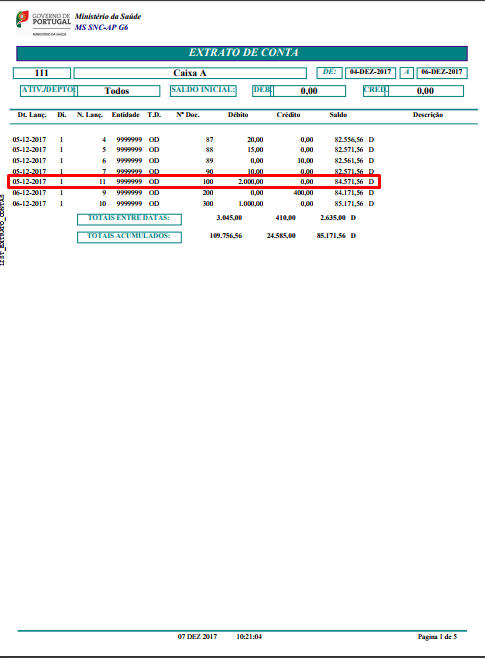 GOVERNO DE
PORTUGAL
MINISTÉRIO DA SAÚDE
Ministério da Saúde
MS SNC-AP G6
EXTRATO DE CONTA
111 Caixa A DE: 04-DEZ-2017 A 06-DEZ-2017
ATIV./DEPTO: Todos SALDO INICIAL: DEB 0,00 CRED 0,00
Dt. Lanç. Di. N. Lanç. Entidade T.D. Nº Doc. Débito Crédito Saldo Descrição
05-12-2017 1 4 9999999 OD 87 20,00 0,00 82.556,56 D
05-12-2017 1 5 9999999 OD 88 15,00 0,00 82.571,56 D
05-12-2017 1 6 9999999 OD 89 0,00 10,00 82.561,56 D
05-12-2017 1 7 9999999 OD 90 10,00 0,00 82.571,56 D
05-12-2017 1 11 9999999 OD 100 2.000,00 0,00 84.571,56 D
06-12-2017 1 9 9999999 OD 200 0,00 400,00 84.171,56 D
06-12-2017 1 10 9999999 OD 300 1.000,00 0,00 85.171,56 D
TOTAIS ENTRE DATAS: 3.045,00 410,00 2.635,00 D
TOTAIS ACUMULADOS: 109.756,56 24.585,00 85.171,56 D
LIST_EXTRATO_CONTAS
07 DEZ 2017 10:21:04 Pagina 1 de 5